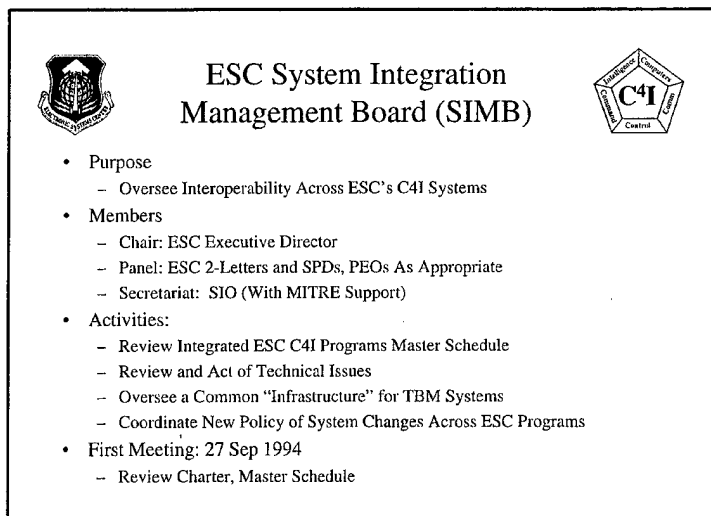 ESC System Integration
Management Board (SIMB)
ELECTRONIC SYSTEMS CENTER
Intelligence
Computers
Command
C4I
Comm
Control
• Purpose
– Oversee Interoperability Across ESC's C4I Systems
• Members
– Chair: ESC Executive Director
– Panel: ESC 2-Letters and SPDs, PEOs As Appropriate
– Secretariat: SIO (With MITRE Support)
• Activities:
– Review Integrated ESC C4I Programs Master Schedule
– Review and Act of Technical Issues
– Oversee a Common "Infrastructure" for TBM Systems
– Coordinate New Policy of System Changes Across ESC Programs
• First Meeting: 27 Sep 1994
– Review Charter, Master Schedule